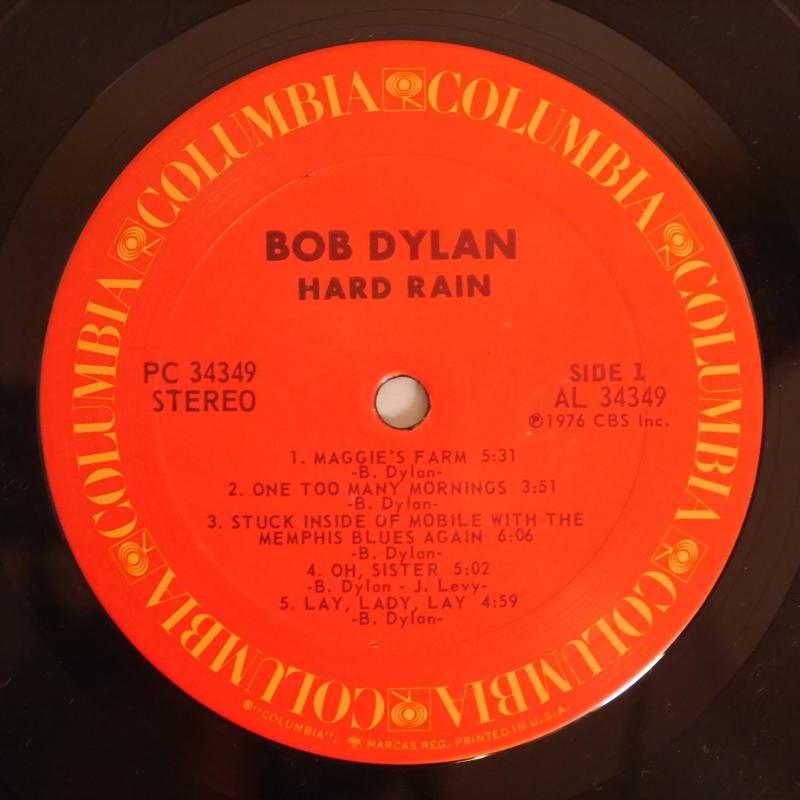 COLUMBIA COLUMBIA COLUMBIA COLUMBIA COLUMBIA COLUMBIA COLUMBIA COLUMBIA
BOB DYLAN
HARD RAIN
PC 34349
STEREO
SIDE 1
AL 34349
℗1976 CBS Inc.
1. MAGGIE'S FARM 5:31
-B. Dylan-
2. ONE TOO MANY MORNINGS 3:51
-B. Dylan-
3. STUCK INSIDE OF MOBILE WITH THE
MEMPHIS BLUES AGAIN 6:06
-B. Dylan-
4. OH, SISTER 5:02
-B. Dylan - J. Levy-
5. LAY, LADY, LAY 4:59
-B. Dylan-
®"COLUMBIA", MARCAS REG. PRINTED IN U.S.A.